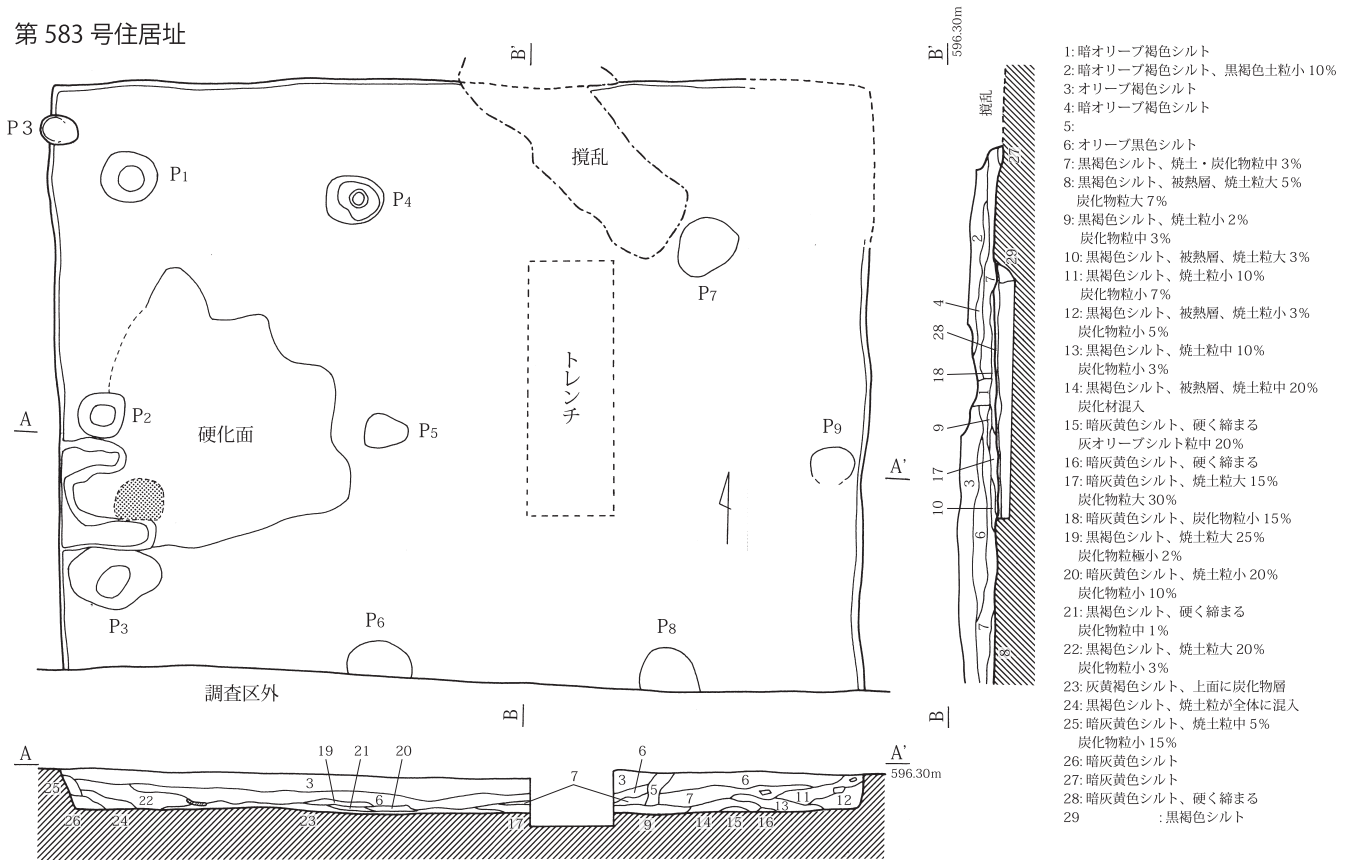 第 583 号住居址
B'
B'
596.30m
撹乱
P3
P1
P4
撹乱
P7
トレンチ
P2
硬化面
P5
P9
A
A'
P3
P6
P8
調査区外
B
B
27
2
29
7
4
28
18
1
9
17
3
10
6
7
8
A
A'
596.30m
19
21
20
6
7
3
6
3
5
6
25
22
7
11
13
12
26
24
23
17
9
14
15
16
1: 暗オリーブ褐色シルト
2: 暗オリーブ褐色シルト、黒褐色土粒小 10%
3: オリーブ褐色シルト
4: 暗オリーブ褐色シルト
5:
6: オリーブ黒色シルト
7: 黒褐色シルト、焼土・炭化物粒中 3%
8: 黒褐色シルト、被熱層、焼土粒大 5%
炭化物粒大 7%
9: 黒褐色シルト、焼土粒小 2%
炭化物粒中 3%
10: 黒褐色シルト、被熱層、焼土粒大 3%
11: 黒褐色シルト、焼土粒小 10%
炭化物粒小 7%
12: 黒褐色シルト、被熱層、焼土粒小 3%
炭化物粒小 5%
13: 黒褐色シルト、焼土粒中 10%
炭化物粒小 3%
14: 黒褐色シルト、被熱層、焼土粒中 20%
炭化材混入
15: 暗灰黄色シルト、硬く締まる
灰オリーブシルト粒中 20%
16: 暗灰黄色シルト、硬く締まる
17: 暗灰黄色シルト、焼土粒大 15%
炭化物粒大 30%
18: 暗灰黄色シルト、炭化物粒小 15%
19: 黒褐色シルト、焼土粒大 25%
炭化物粒極小 2%
20: 暗灰黄色シルト、焼土粒小 20%
炭化物粒小 10%
21: 黒褐色シルト、硬く締まる
炭化物粒中 1%
22: 黒褐色シルト、焼土粒大 20%
炭化物粒小 3%
23: 灰黄褐色シルト、上面に炭化物層
24: 黒褐色シルト、焼土粒が全体に混入
25: 暗灰黄色シルト、焼土粒中 5%
炭化物粒小 15%
26: 暗灰黄色シルト
27: 暗灰黄色シルト
28: 暗灰黄色シルト、硬く締まる
29 : 黒褐色シルト